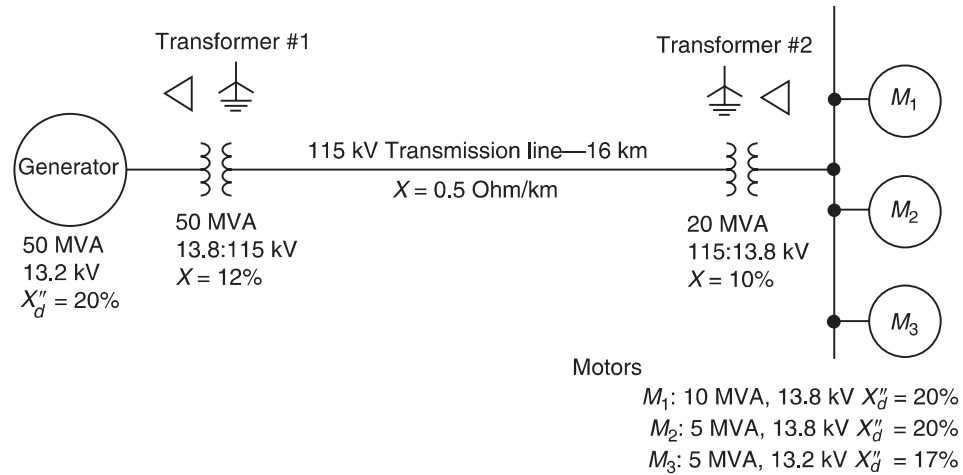 Transformer #1
Transformer #2
Generator
115 kV Transmission line—16 km
X = 0.5 Ohm/km
50 MVA
13.2 kV
X″d = 20%
50 MVA
13.8:115 kV
X = 12%
20 MVA
115:13.8 kV
X = 10%
M1
M2
M3
Motors
M1: 10 MVA, 13.8 kV X″d = 20%
M2: 5 MVA, 13.8 kV X″d = 20%
M3: 5 MVA, 13.2 kV X″d = 17%